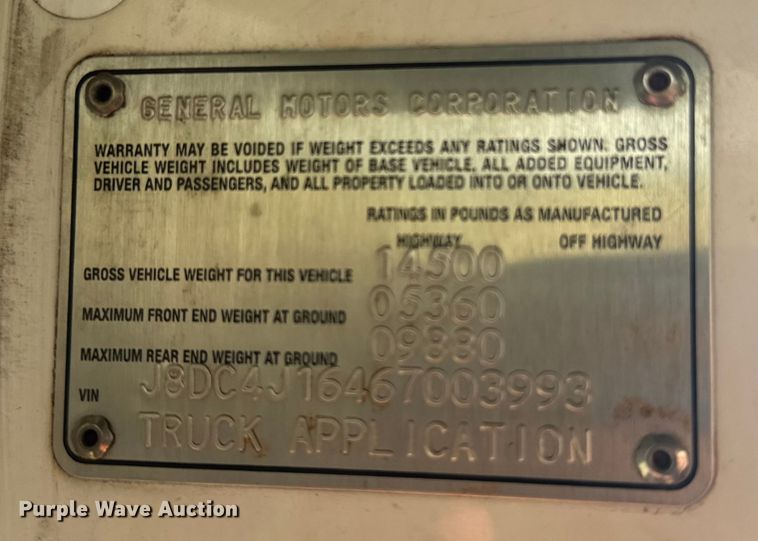 GENERAL MOTORS CORPORATION
WARRANTY MAY BE VOIDED IF WEIGHT EXCEEDS ANY RATINGS SHOWN. GROSS
VEHICLE WEIGHT INCLUDES WEIGHT OF BASE VEHICLE, ALL ADDED EQUIPMENT,
DRIVER AND PASSENGERS, AND ALL PROPERTY LOADED INTO OR ONTO VEHICLE.
RATINGS IN POUNDS AS MANUFACTURED
HIGHWAY OFF HIGHWAY
GROSS VEHICLE WEIGHT FOR THIS VEHICLE 14500
MAXIMUM FRONT END WEIGHT AT GROUND 05360
MAXIMUM REAR END WEIGHT AT GROUND 09880
VIN J8DC4J16467003993
TRUCK APPLICATION
Purple Wave Auction